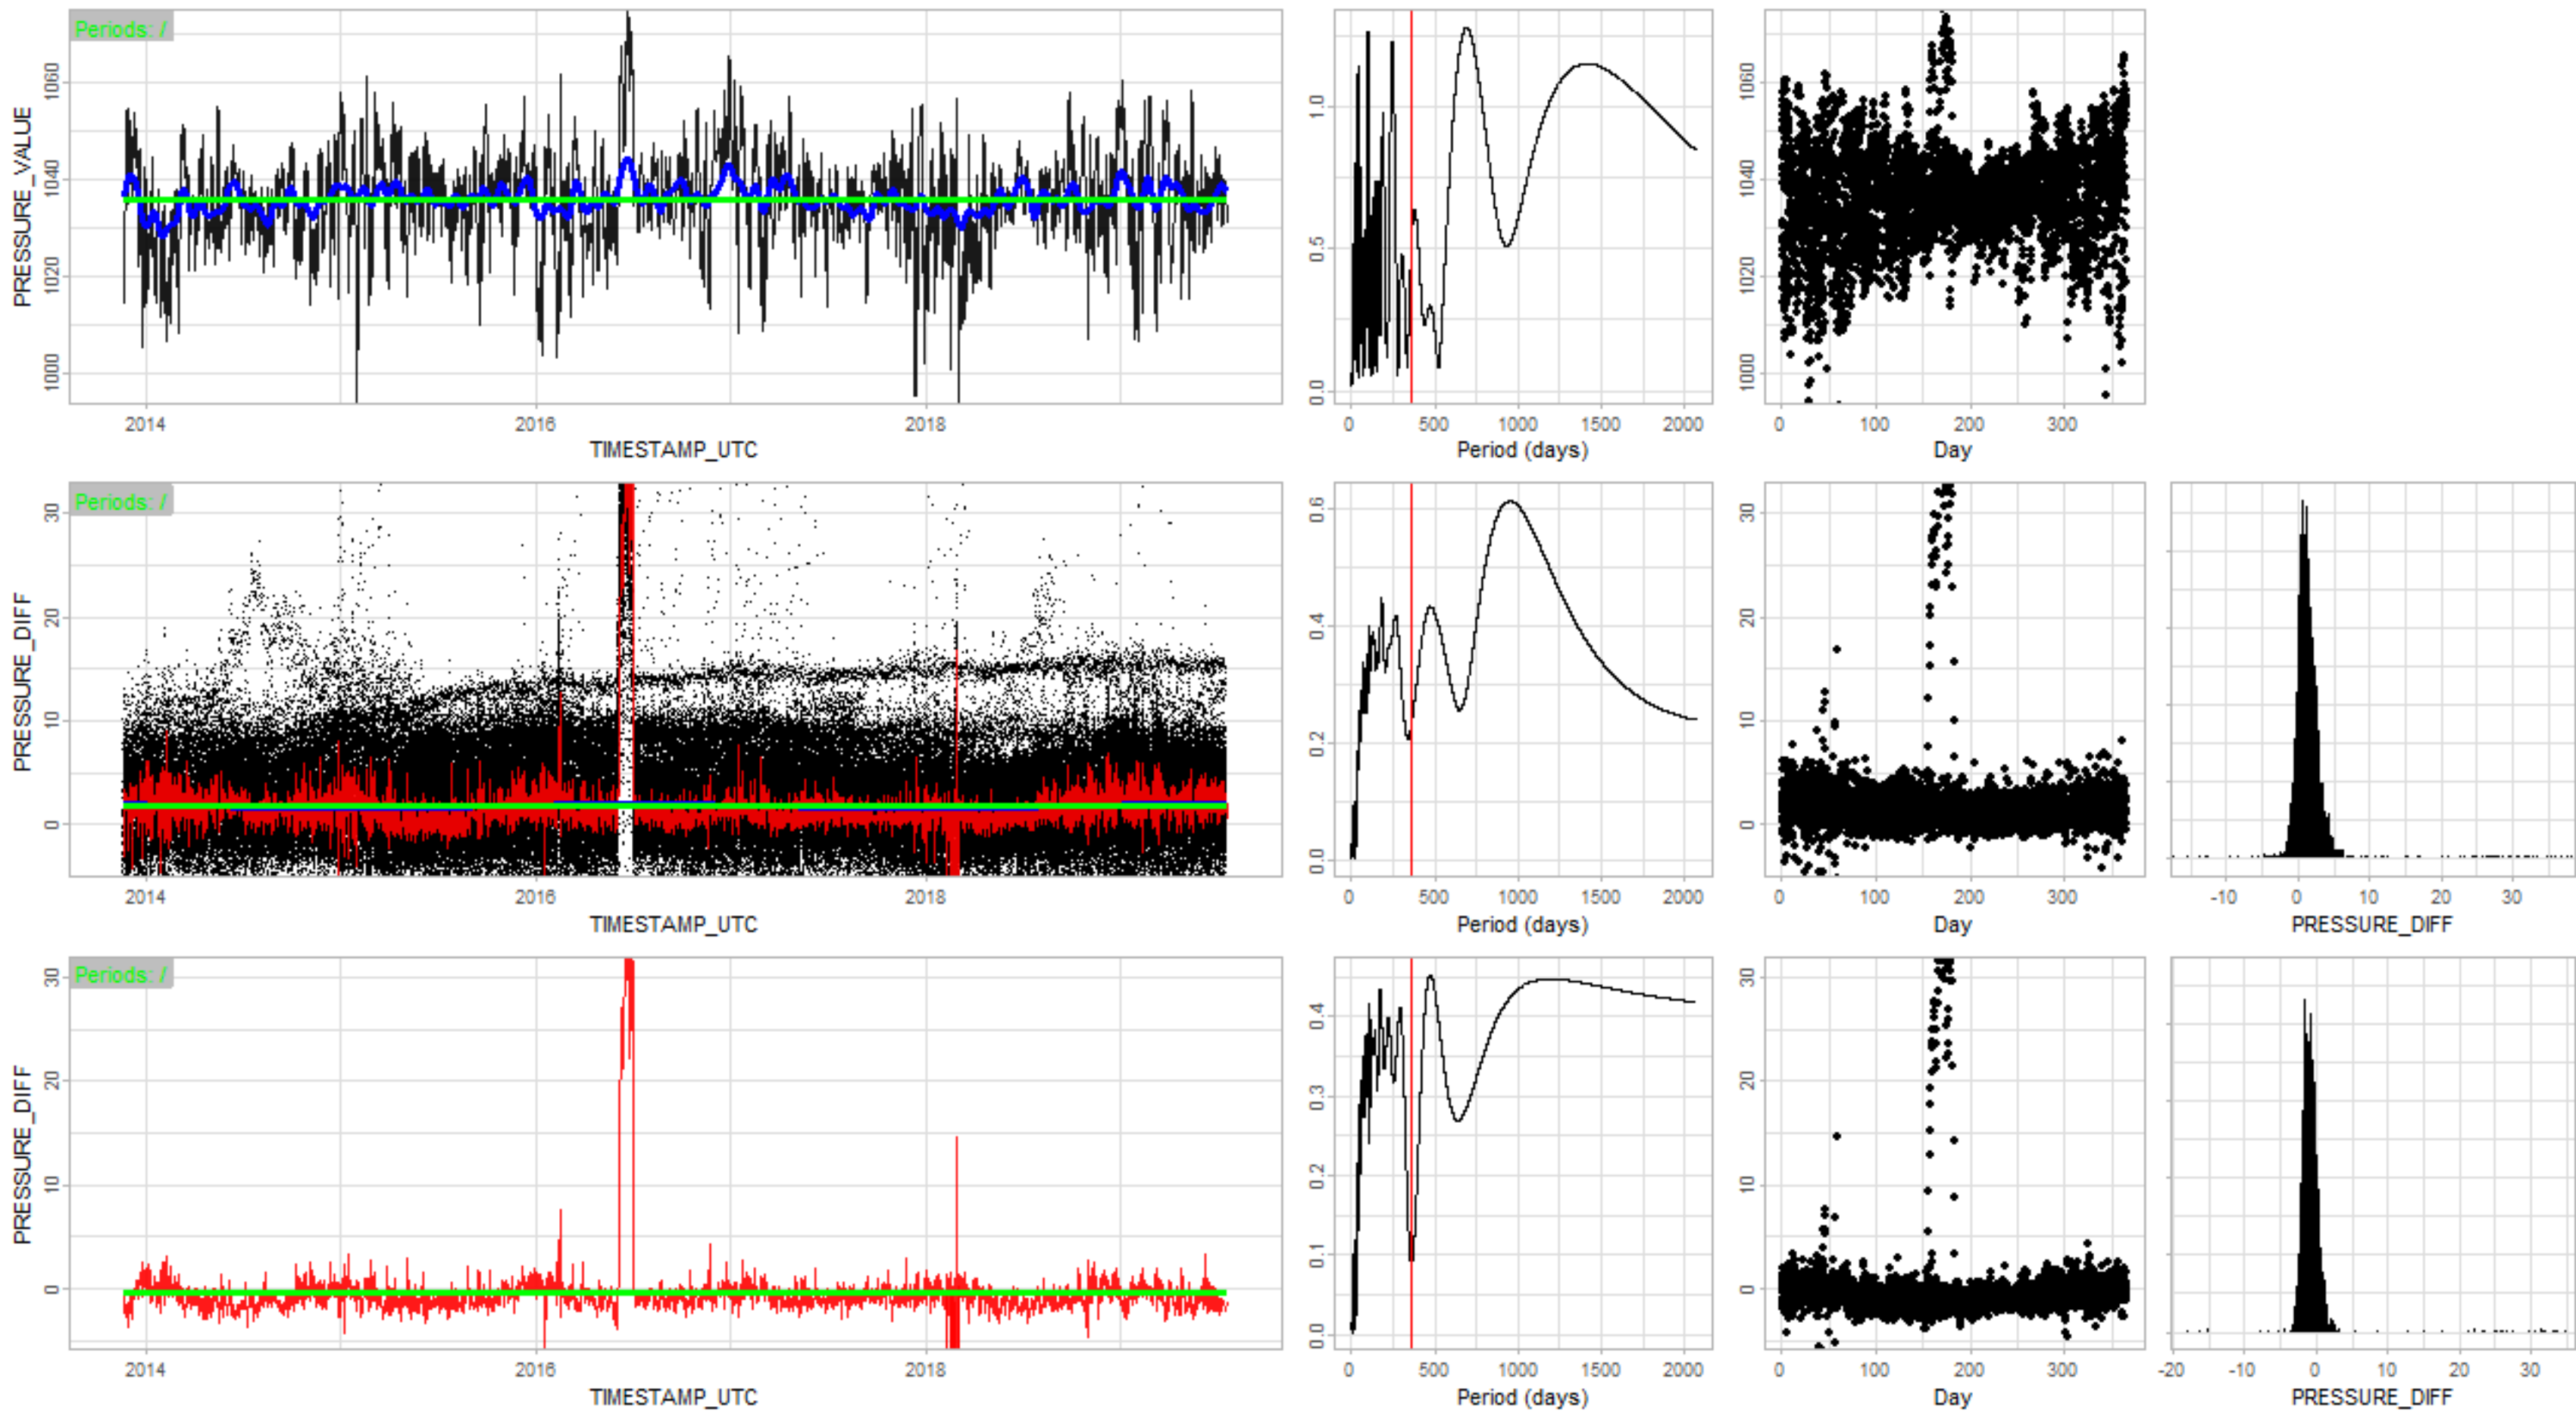 Periods: /
PRESSURE_VALUE
1000 1020 1040 1060
2014 2016 2018
TIMESTAMP_UTC
0.0 0.5 1.0
0 500 1000 1500 2000
Period (days)
1000 1020 1040 1060
0 100 200 300
Day
Periods: /
PRESSURE_DIFF
0 10 20 30
2014 2016 2018
TIMESTAMP_UTC
0.0 0.2 0.4 0.6
0 500 1000 1500 2000
Period (days)
0 10 20 30
0 100 200 300
Day
-10 0 10 20 30
PRESSURE_DIFF
Periods: /
PRESSURE_DIFF
0 10 20 30
2014 2016 2018
TIMESTAMP_UTC
0.0 0.1 0.2 0.3 0.4
0 500 1000 1500 2000
Period (days)
0 10 20 30
0 100 200 300
Day
-20 -10 0 10 20 30
PRESSURE_DIFF